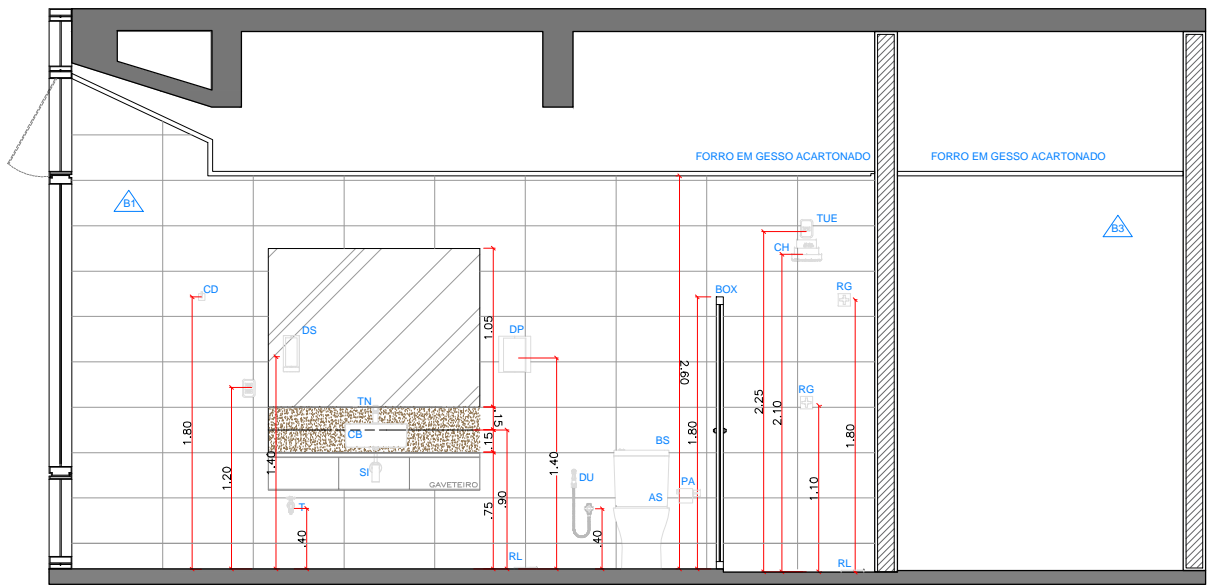 FORRO EM GESSO ACARTONADO
FORRO EM GESSO ACARTONADO
B1
B3
TUE
CH
CD
BOX
RG
DS
DP
1.05
2.60
2.25
2.10
RG
TN
.15
1.80
1.80
1.80
CB
.15
1.40
1.40
BS
1.20
SI
DU
PA
GAVETEIRO
1.10
AS
.75
.90
T
.40
.40
RL
RL